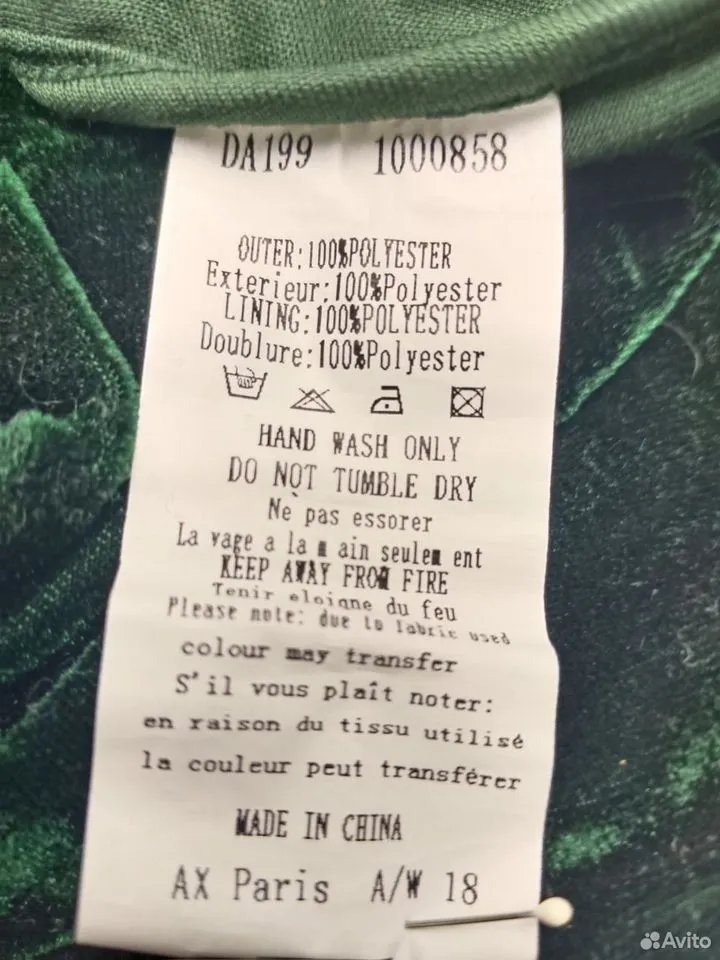 DA199 1000858
OUTER:100%POLYESTER
Exterieur:100%Polyester
LINING:100%POLYESTER
Doublure:100%Polyester
HAND WASH ONLY
DO NOT TUMBLE DRY
Nè pas essorer
La vage a la m ain seulem ent
KEEP AWAY FROM FIRE
Tenir eloigne du feu
Please note: due to fabric used
colour may transfer
S'il vous plaît noter:
en raison du tissu utilisé
la couleur peut transférer
MADE IN CHINA
AX Paris A/W 18
Avito